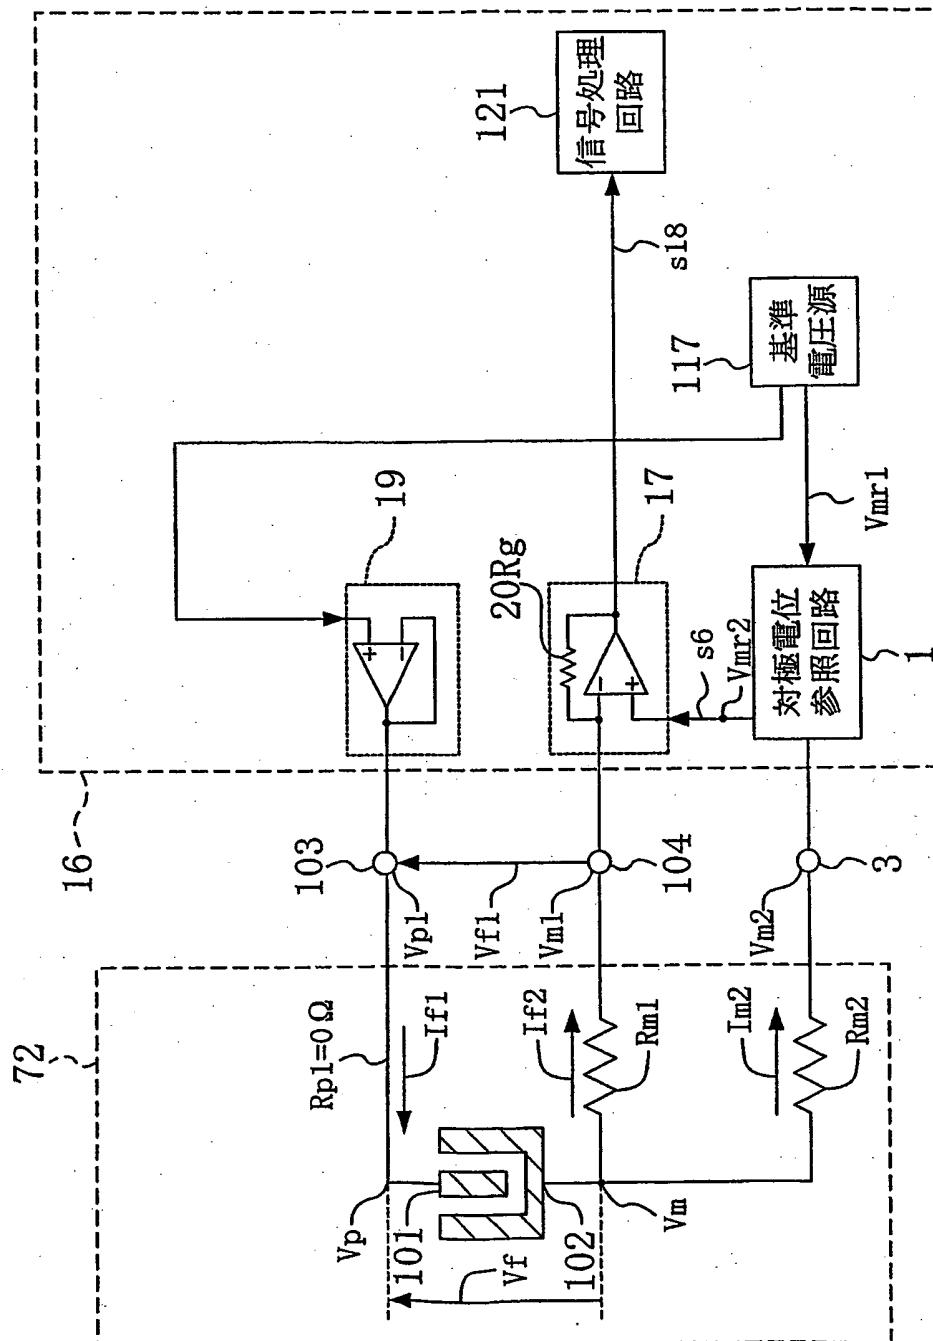 72
Vp
101
Vf
102
Vm
Rp1=0Ω
If1
If2
Rm1
Im2
Rm2
16
103
Vp1
Vf1
Vm1
104
Vm2
3
19
+
−
20Rg
17
−
+
s6
Vmr2
対極電位
参照回路
1
s18
121
信号処理
回路
117
基準
電圧源
Vmr1